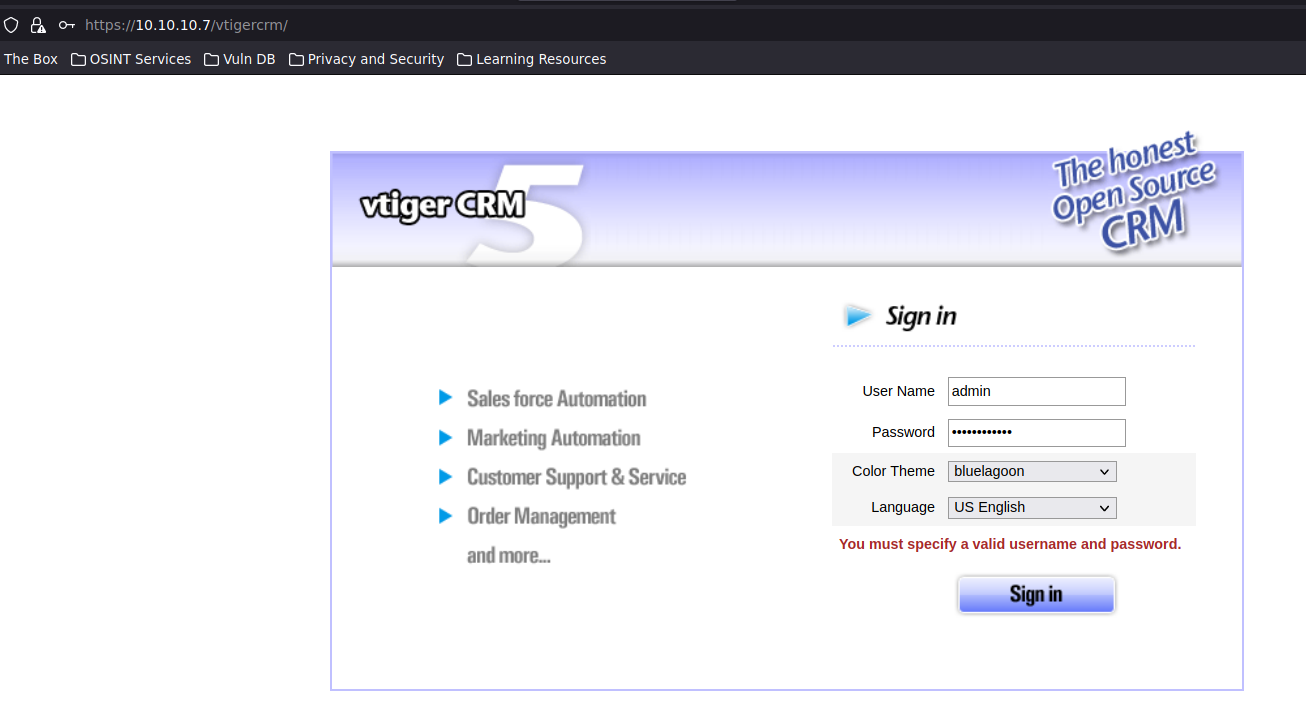 https://10.10.10.7/vtigercrm/
The Box OSINT Services Vuln DB Privacy and Security Learning Resources
vtiger CRM 5
The honest
Open Source
CRM
Sign in
Sales force Automation
Marketing Automation
Customer Support & Service
Order Management
and more...
User Name admin
Password ••••••••••••
Color Theme bluelagoon
Language US English
You must specify a valid username and password.
Sign in